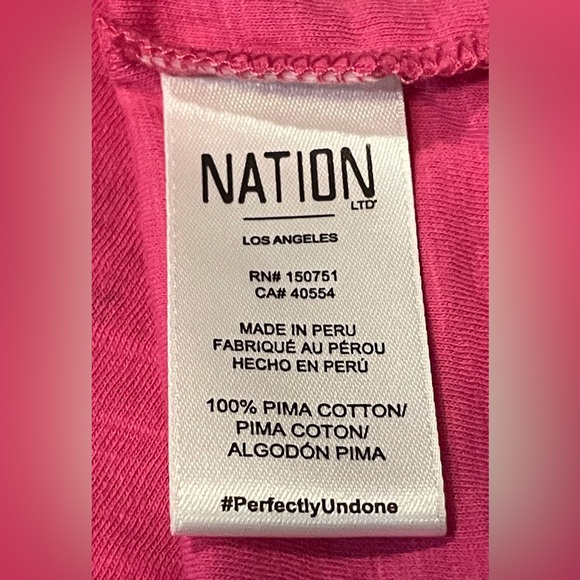 NATION
LTD
LOS ANGELES
RN# 150751
CA# 40554
MADE IN PERU
FABRIQUÉ AU PÉROU
HECHO EN PERÚ
100% PIMA COTTON/
PIMA COTON/
ALGODÓN PIMA
#PerfectlyUndone